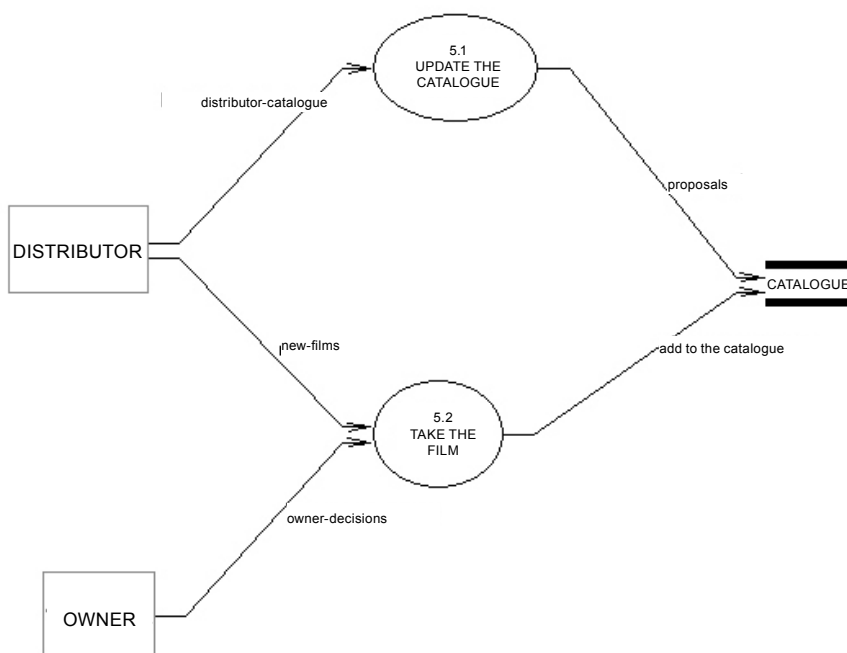 5.1
UPDATE THE
CATALOGUE
distributor-catalogue
proposals
DISTRIBUTOR
CATALOGUE
new-films
add to the catalogue
5.2
TAKE THE
FILM
owner-decisions
OWNER